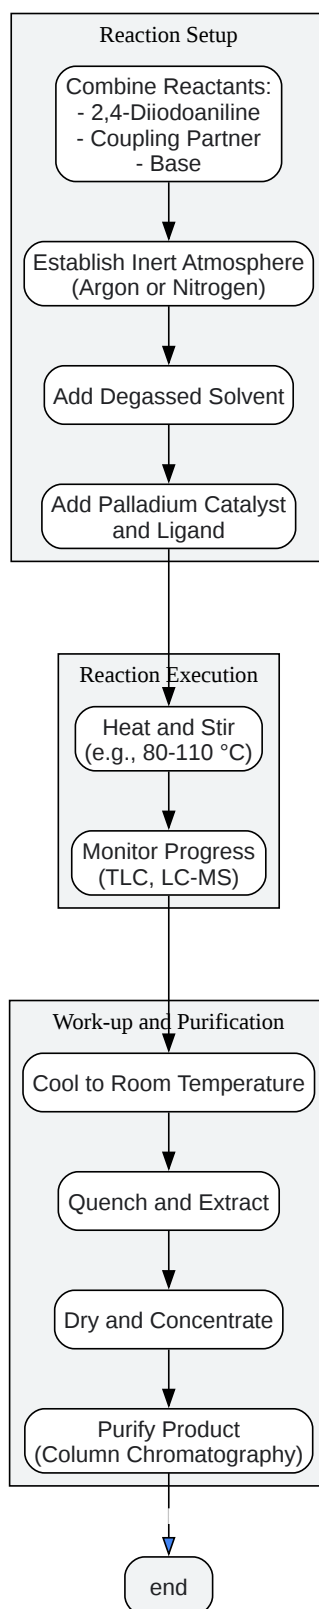 Reaction Setup
Combine Reactants:
- 2,4-Diiodoaniline
- Coupling Partner
- Base
Establish Inert Atmosphere
(Argon or Nitrogen)
Add Degassed Solvent
Add Palladium Catalyst
and Ligand
Reaction Execution
Heat and Stir
(e.g., 80-110 °C)
Monitor Progress
(TLC, LC-MS)
Work-up and Purification
Cool to Room Temperature
Quench and Extract
Dry and Concentrate
Purify Product
(Column Chromatography)
end